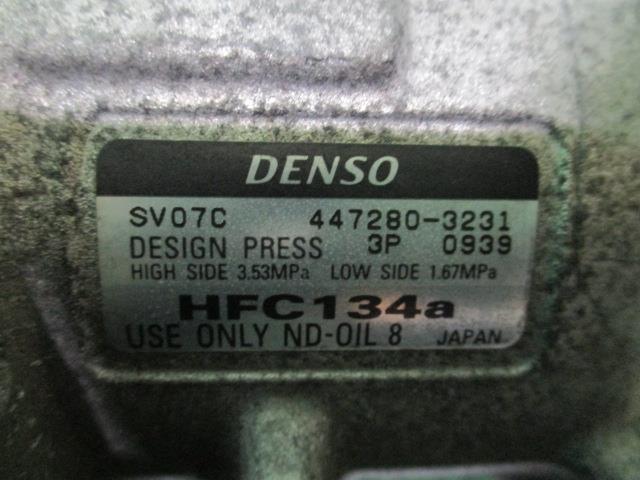 DENSO
SV07C 447280-3231
DESIGN PRESS 3P 0939
HIGH SIDE 3.53MPa LOW SIDE 1.67MPa
HFC134a
USE ONLY ND-OIL 8 JAPAN